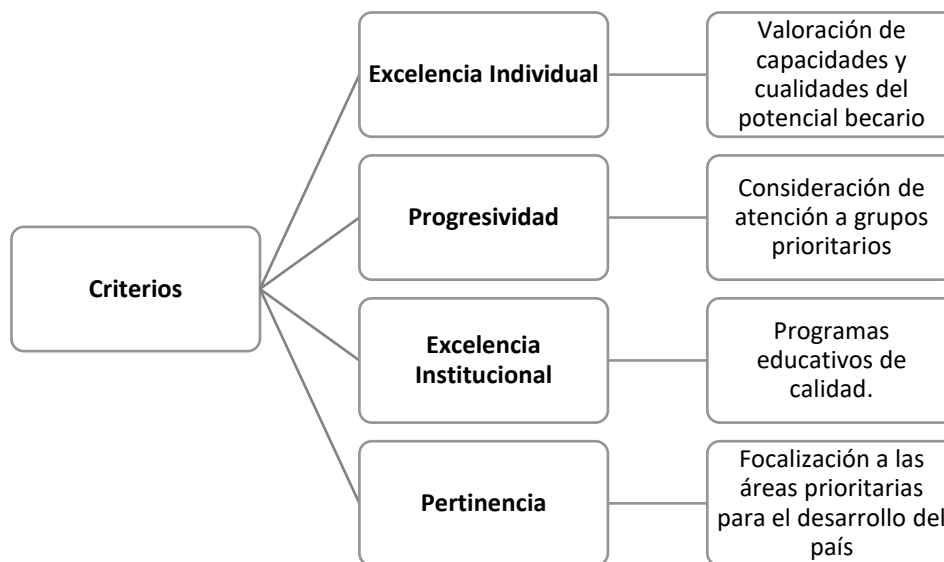 Criterios
Excelencia Individual
Valoración de
capacidades y
cualidades del
potencial becario
Progresividad
Consideración de
atención a grupos
prioritarios
Excelencia
Institucional
Programas
educativos de
calidad.
Pertinencia
Focalización a las
áreas prioritarias
para el desarrollo del
país